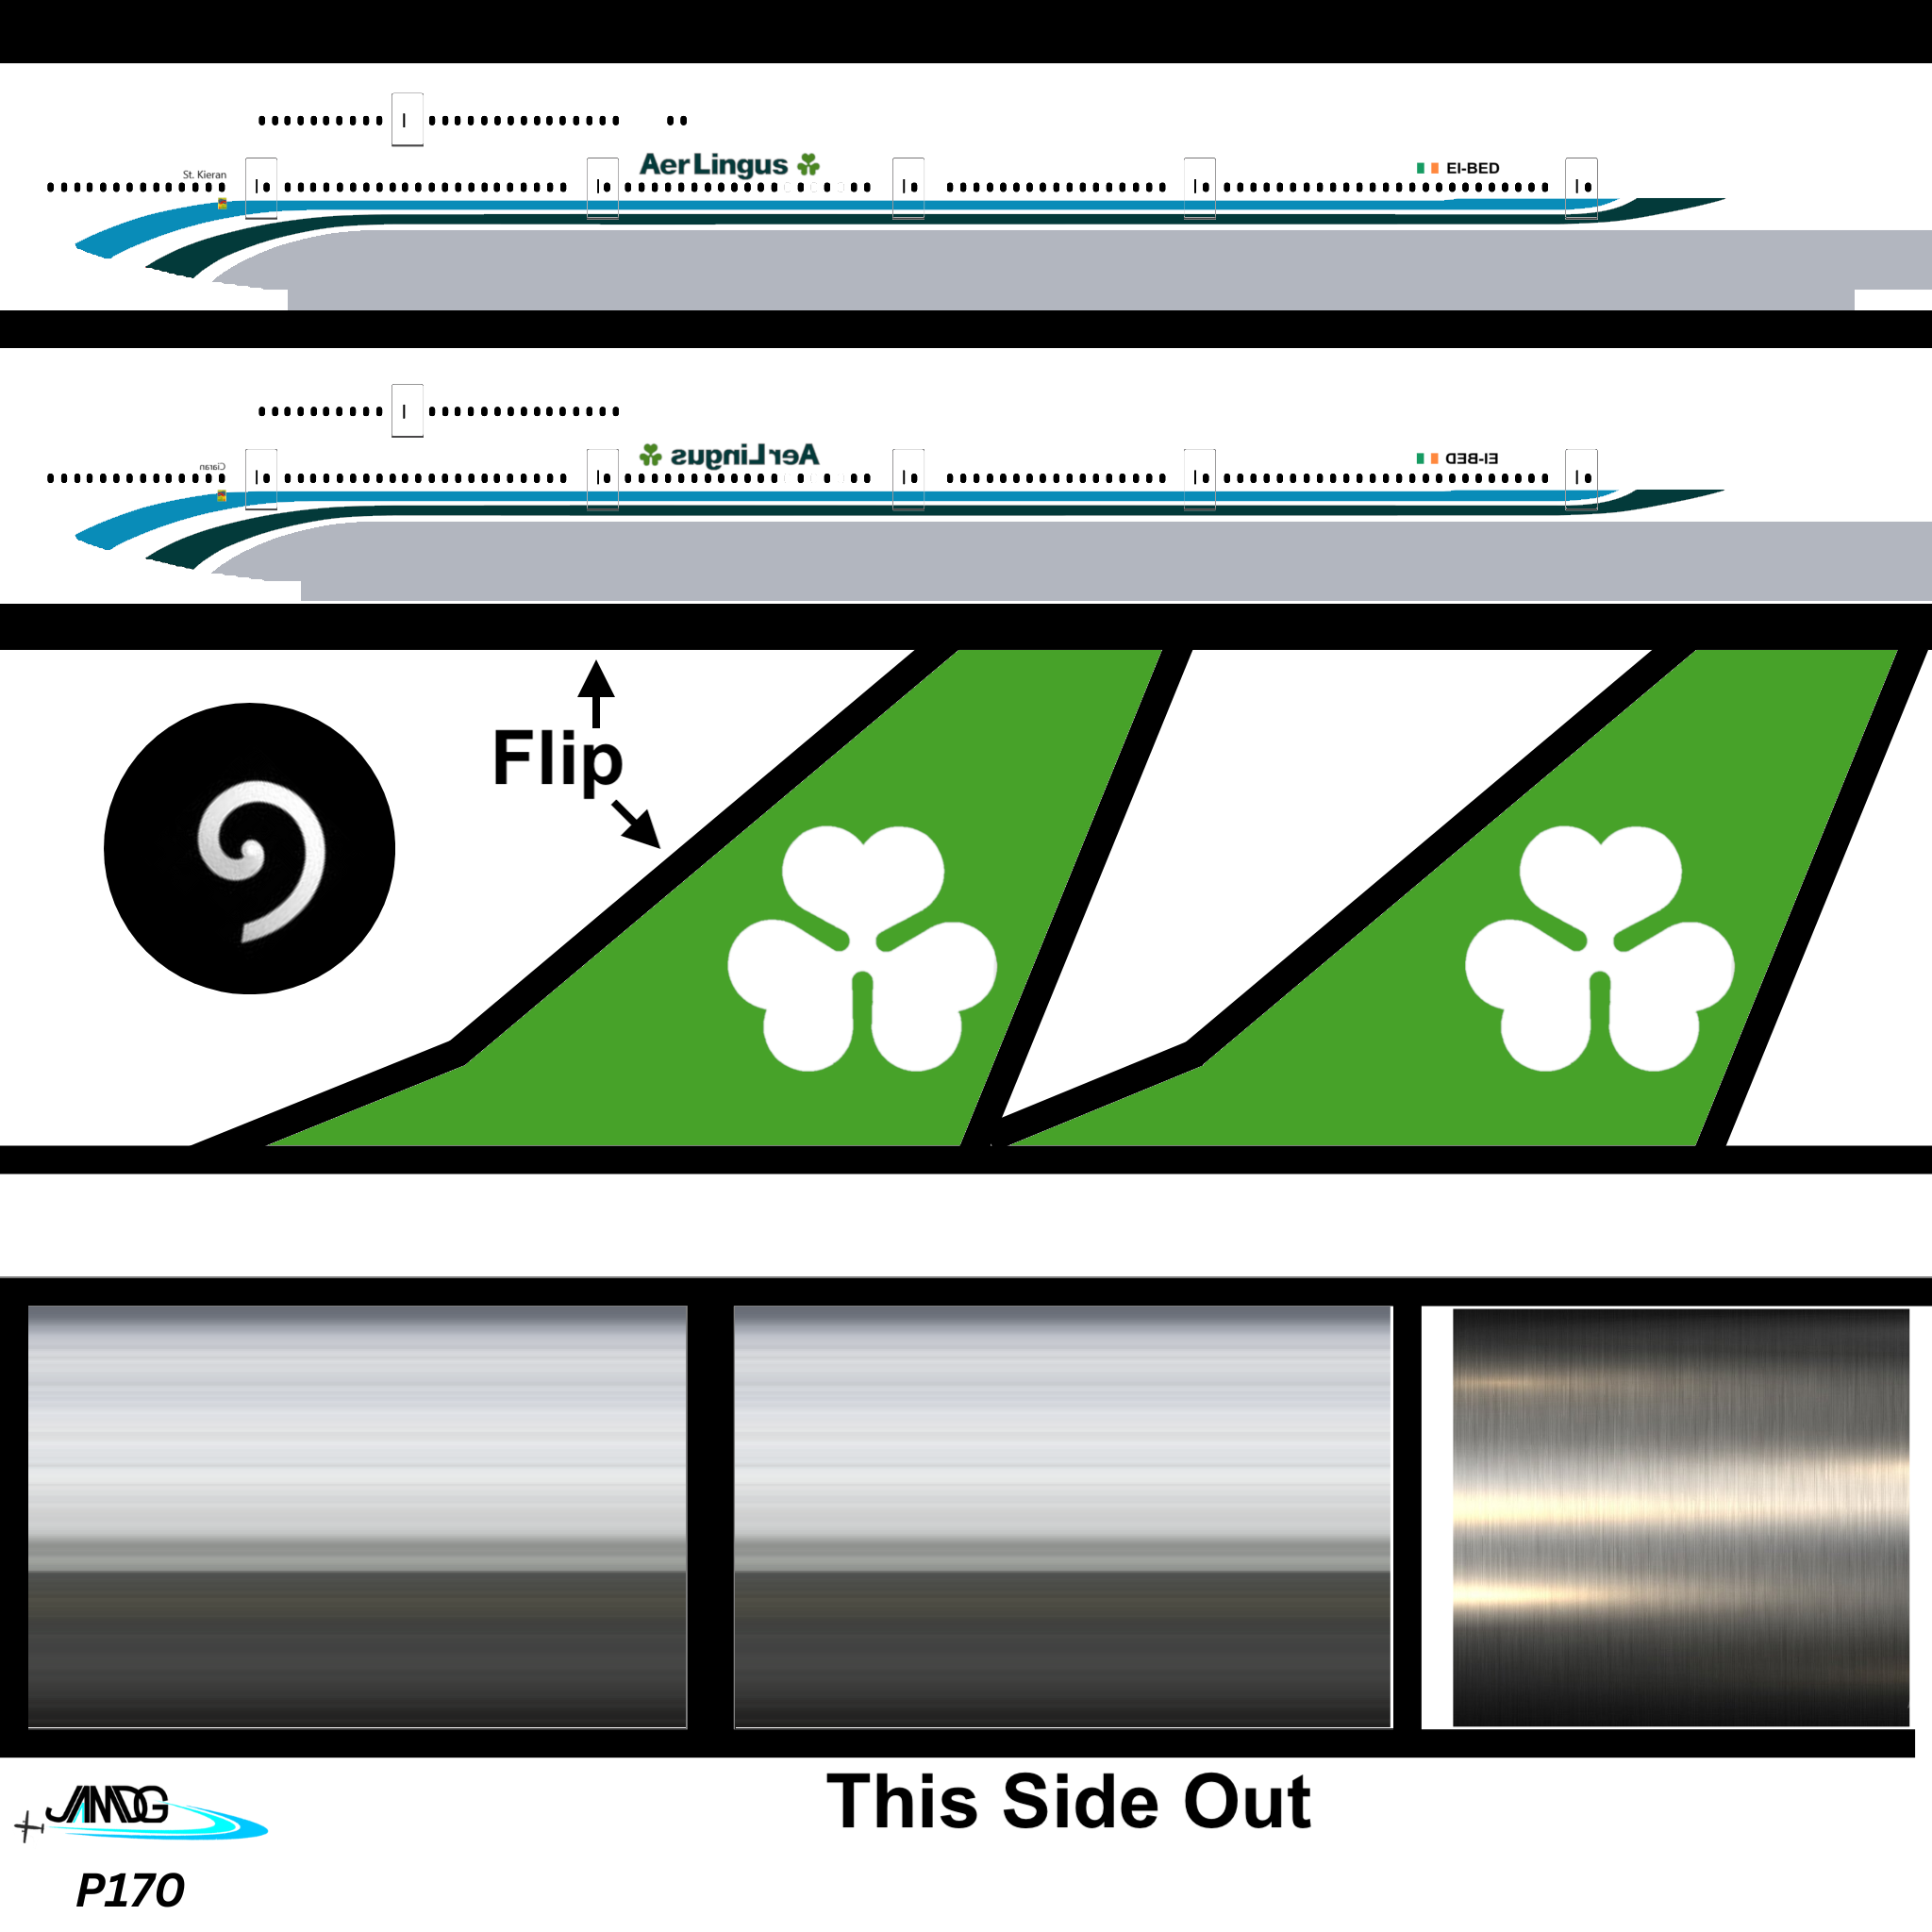 St. Kieran
Aer Lingus
EI-BED
Ciaran
Aer Lingus
EI-BED
Flip
This Side Out
JAMDG
P170